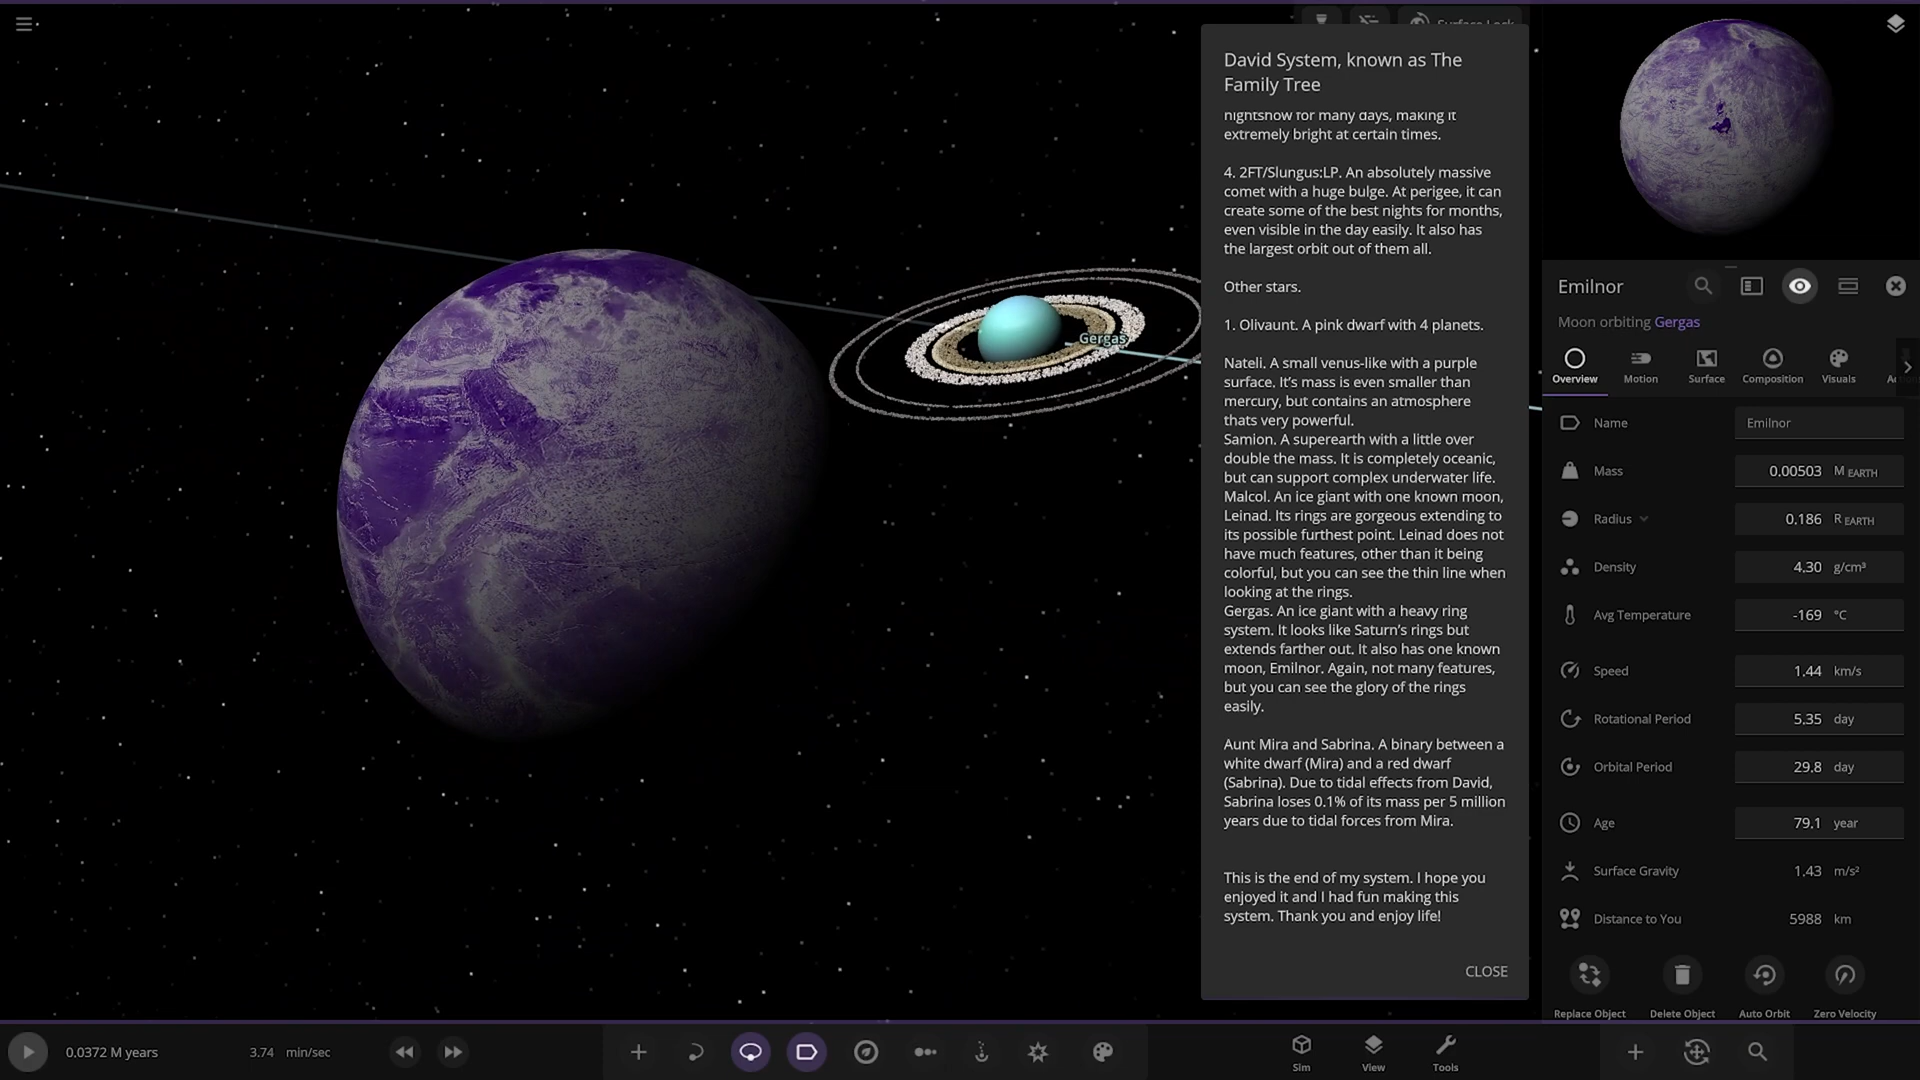 Surface Lock
David System, known as The
Family Tree
nightshow for many days, making it
extremely bright at certain times.
4. 2FT/Slungus:LP. An absolutely massive
comet with a huge bulge. At perigee, it can
create some of the best nights for months,
even visible in the day easily. It also has
the largest orbit out of them all.
Other stars.
1. Olivaunt. A pink dwarf with 4 planets.
Nateli. A small venus-like with a purple
surface. It's mass is even smaller than
mercury, but contains an atmosphere
thats very powerful.
Samion. A superearth with a little over
double the mass. It is completely oceanic,
but can support complex underwater life.
Malcol. An ice giant with one known moon,
Leinad. Its rings are gorgeous extending to
its possible furthest point. Leinad does not
have much features, other than it being
colorful, but you can see the thin line when
looking at the rings.
Gergas. An ice giant with a heavy ring
system. It looks like Saturn's rings but
extends farther out. It also has one known
moon, Emilnor. Again, not many features,
but you can see the glory of the rings
easily.
Aunt Mira and Sabrina. A binary between a
white dwarf (Mira) and a red dwarf
(Sabrina). Due to tidal effects from David,
Sabrina loses 0.1% of its mass per 5 million
years due to tidal forces from Mira.
This is the end of my system. I hope you
enjoyed it and I had fun making this
system. Thank you and enjoy life!
CLOSE
Gergas
Emilnor
Moon orbiting Gergas
Overview Motion Surface Composition Visuals
Name Emilnor
Mass 0.00503 M EARTH
Radius 0.186 R EARTH
Density 4.30 g/cm³
Avg Temperature -169 °C
Speed 1.44 km/s
Rotational Period 5.35 day
Orbital Period 29.8 day
Age 79.1 year
Surface Gravity 1.43 m/s²
Distance to You 5988 km
Replace Object Delete Object Auto Orbit Zero Velocity
0.0372 M years 3.74 min/sec
Sim View Tools